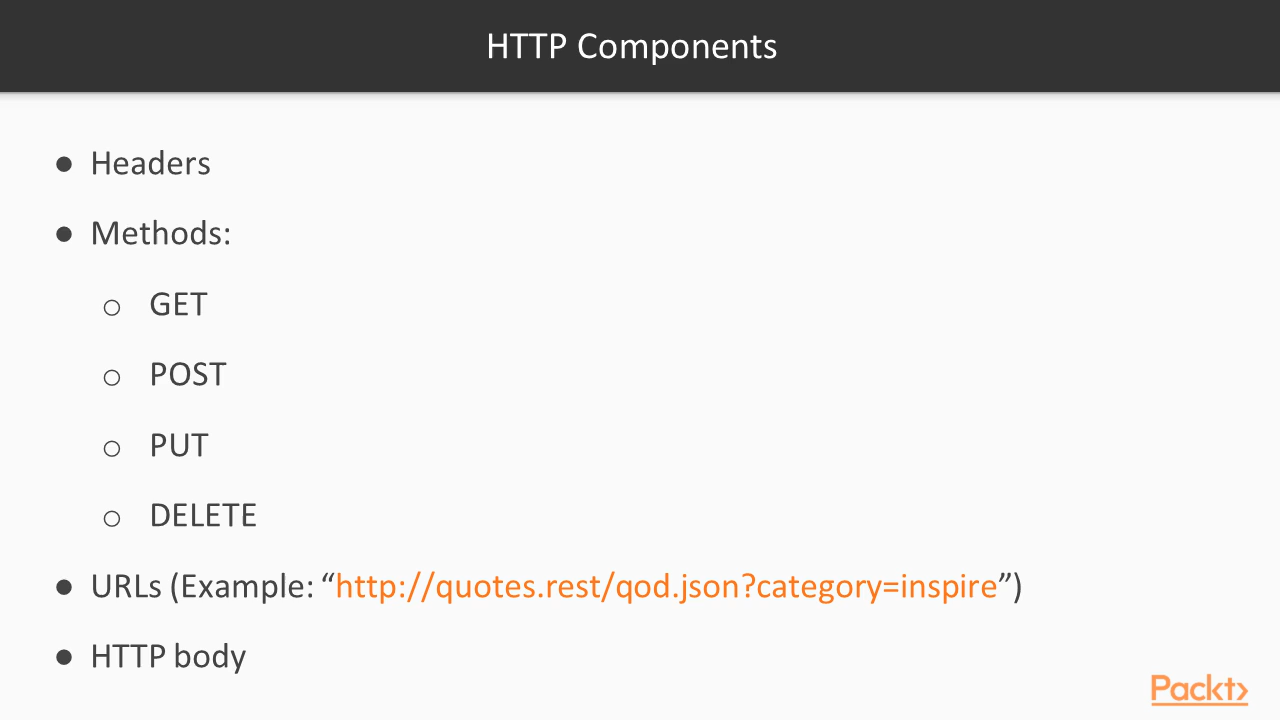 HTTP Components
● Headers
● Methods:
o GET
o POST
o PUT
o DELETE
● URLs (Example: “http://quotes.rest/qod.json?category=inspire”)
● HTTP body
Packt>